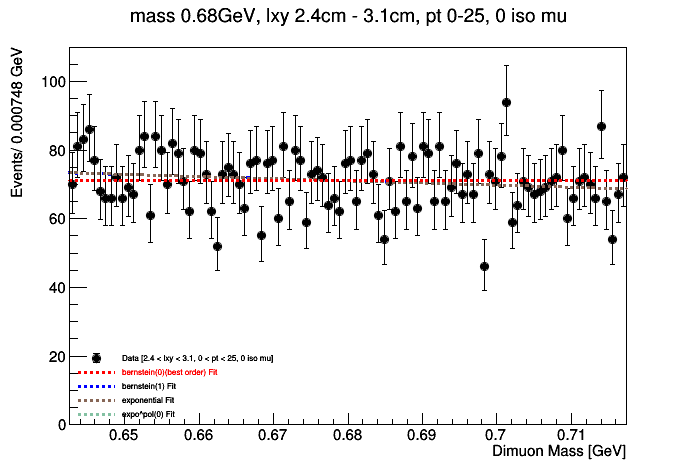 mass 0.68GeV, lxy 2.4cm - 3.1cm, pt 0-25, 0 iso mu
Events/ 0.000748 GeV
100
80
60
40
20
0
Data [2.4 < lxy < 3.1, 0 < pt < 25, 0 iso mu]
bernstein(0)(best order) Fit
bernstein(1) Fit
exponential Fit
expo*pol(0) Fit
0.65 0.66 0.67 0.68 0.69 0.7 0.71
Dimuon Mass [GeV]